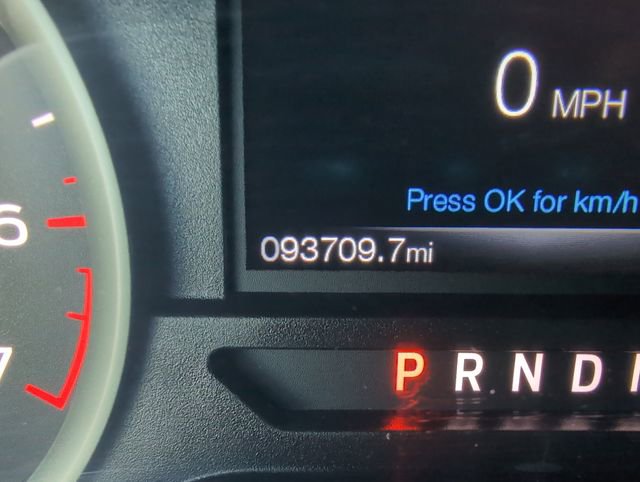 0 MPH
6
Press OK for km/h
093709.7mi
7
P R N D